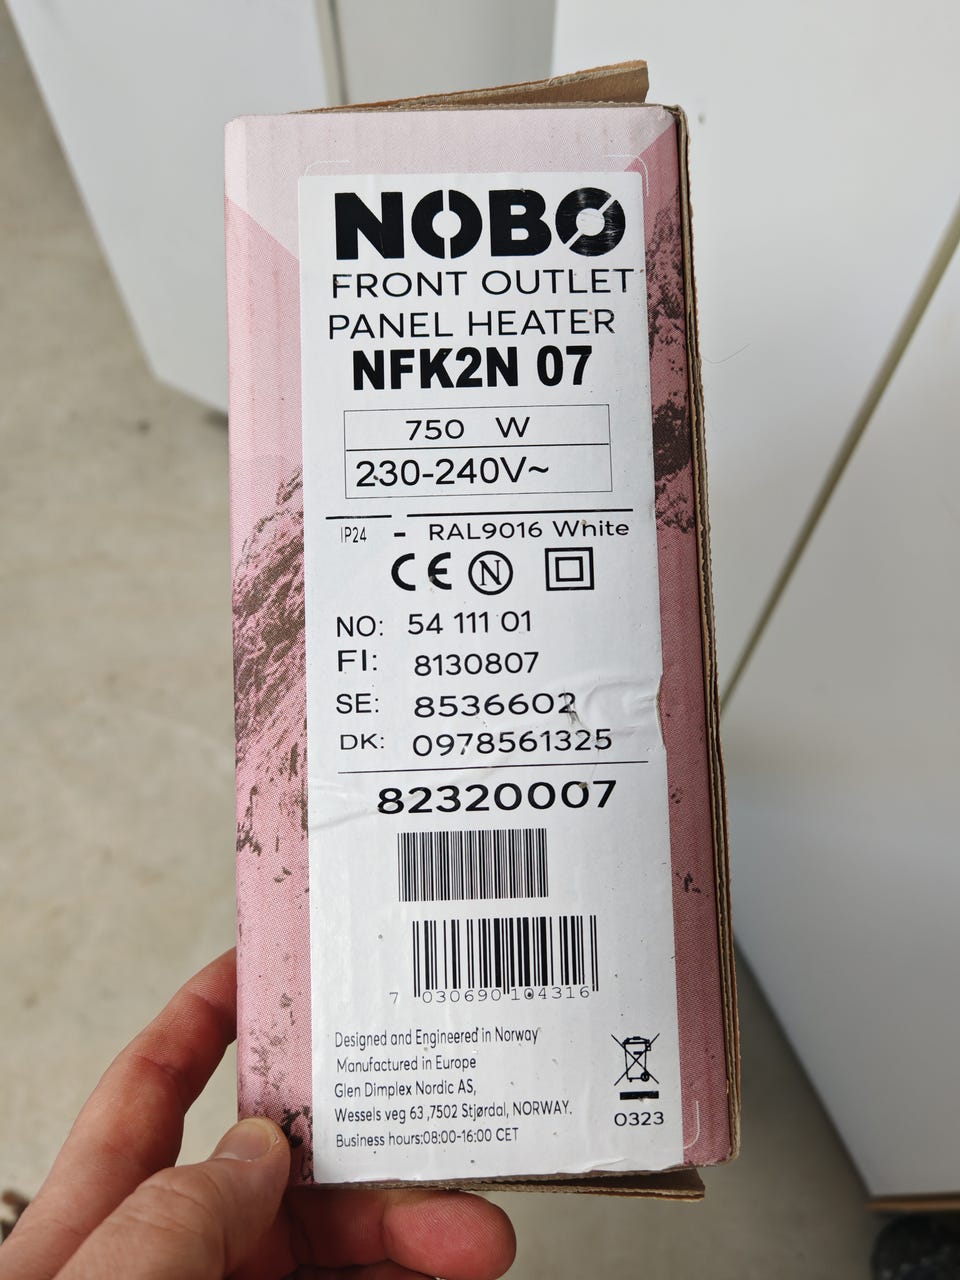 NOBO
FRONT OUTLET
PANEL HEATER
NFK2N 07
750 W
230-240V~
IP24 - RAL9016 White
CE N
NO: 54 111 01
FI: 8130807
SE: 8536602
DK: 0978561325
82320007
7 030690 104316
Designed and Engineered in Norway
Manufactured in Europe
Glen Dimplex Nordic AS,
Wessels veg 63 ,7502 Stjørdal, NORWAY.
Business hours:08:00-16:00 CET
0323